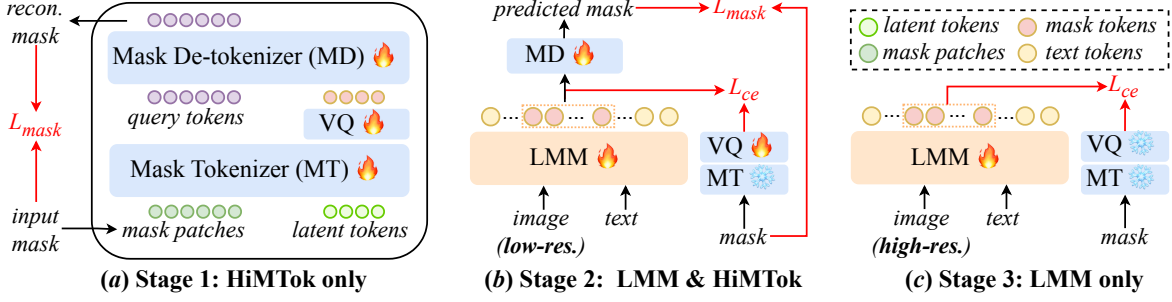 recon.
mask
Mask De-tokenizer (MD)
query tokens
VQ
L_mask
Mask Tokenizer (MT)
input
mask
mask patches
latent tokens
(a) Stage 1: HiMTok only
predicted mask
L_mask
MD
L_ce
...
...
...
LMM
VQ
MT
image
text
(low-res.)
mask
(b) Stage 2: LMM & HiMTok
latent tokens
mask tokens
mask patches
text tokens
L_ce
...
...
...
LMM
VQ
MT
image
text
(high-res.)
mask
(c) Stage 3: LMM only